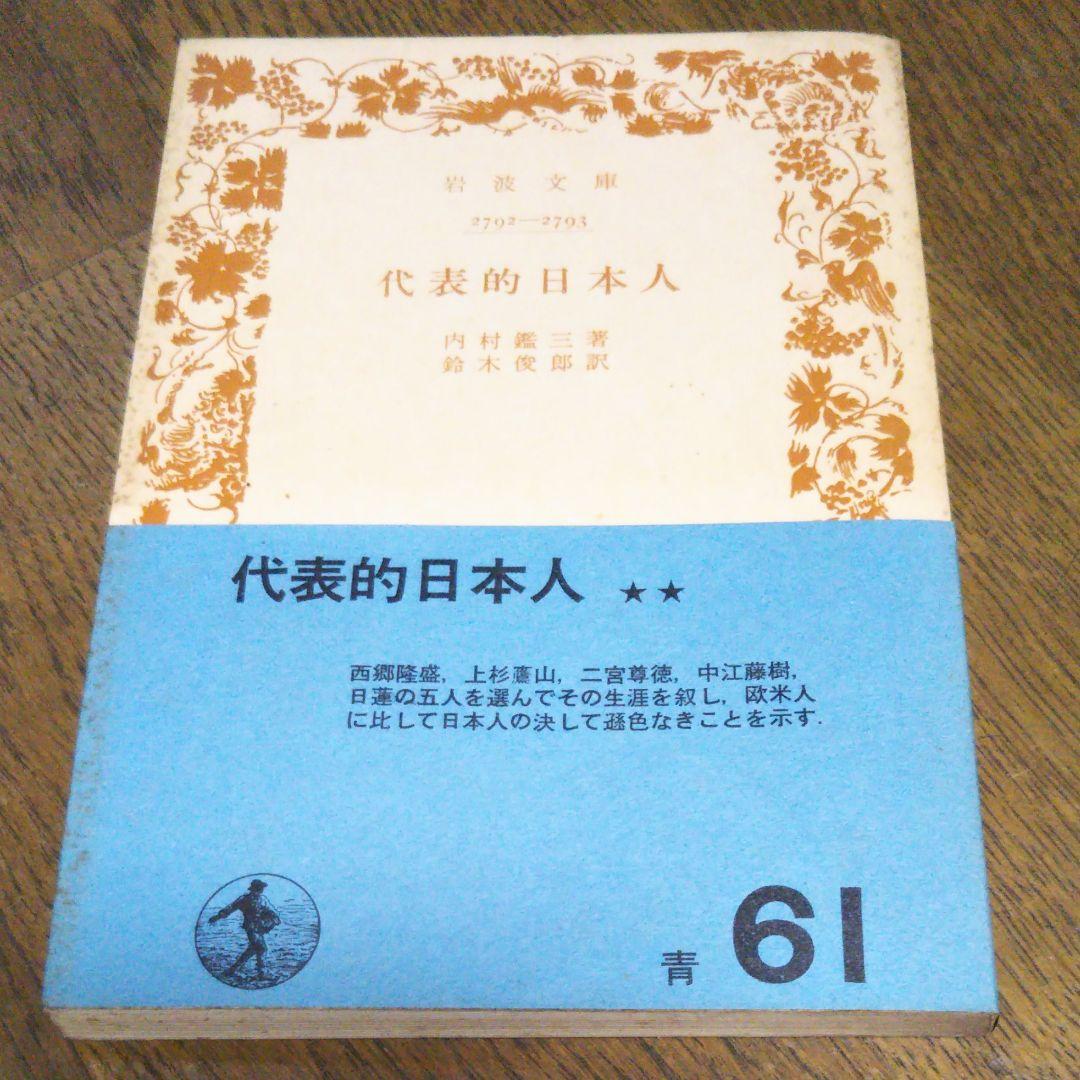 岩波文庫
2792—2793
代表的日本人
内村鑑三著
鈴木俊郎訳
代表的日本人 ★★
西郷隆盛，上杉鷹山，二宮尊徳，中江藤樹，
日蓮の五人を選んでその生涯を叙し，欧米人
に比して日本人の決して遜色なきことを示す．
青 61